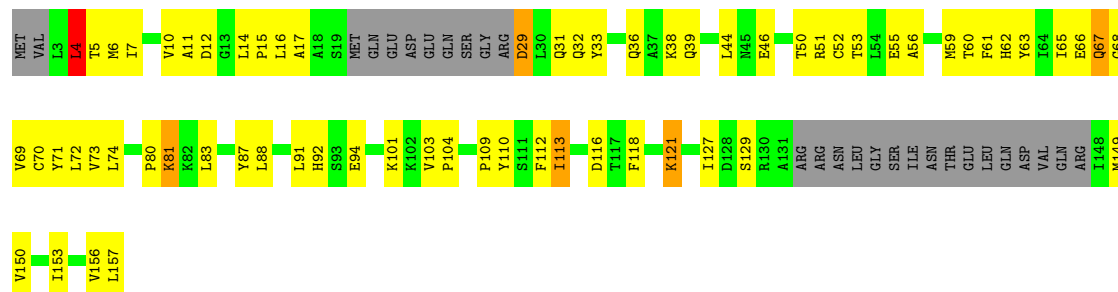 MET VAL L3 L4 T5 M6 I7 V10 A11 D12 G13 L14 P15 L16 A17 A18 S19 MET GLN GLU ASP GLU GLN SER GLY ARG D29 L30 Q31 Q32 Y33 Q36 A37 K38 Q39 L44 N45 E46 T50 R51 C52 T53 L54 E55 A56 M59 T60 F61 H62 Y63 I64 I65 E66 Q67 G68
V69 C70 Y71 L72 V73 L74 P80 K81 K82 L83 Y87 L88 L91 H92 S93 E94 K101 K102 V103 P104 P109 Y110 S111 F112 I113 D116 T117 F118 K121 I127 D128 S129 R130 A131 ARG ARG ASN LEU GLY SER ILE ASN THR GLU LEU GLN ASP VAL GLN ARG I148 M149
V150 I153 V156 L157